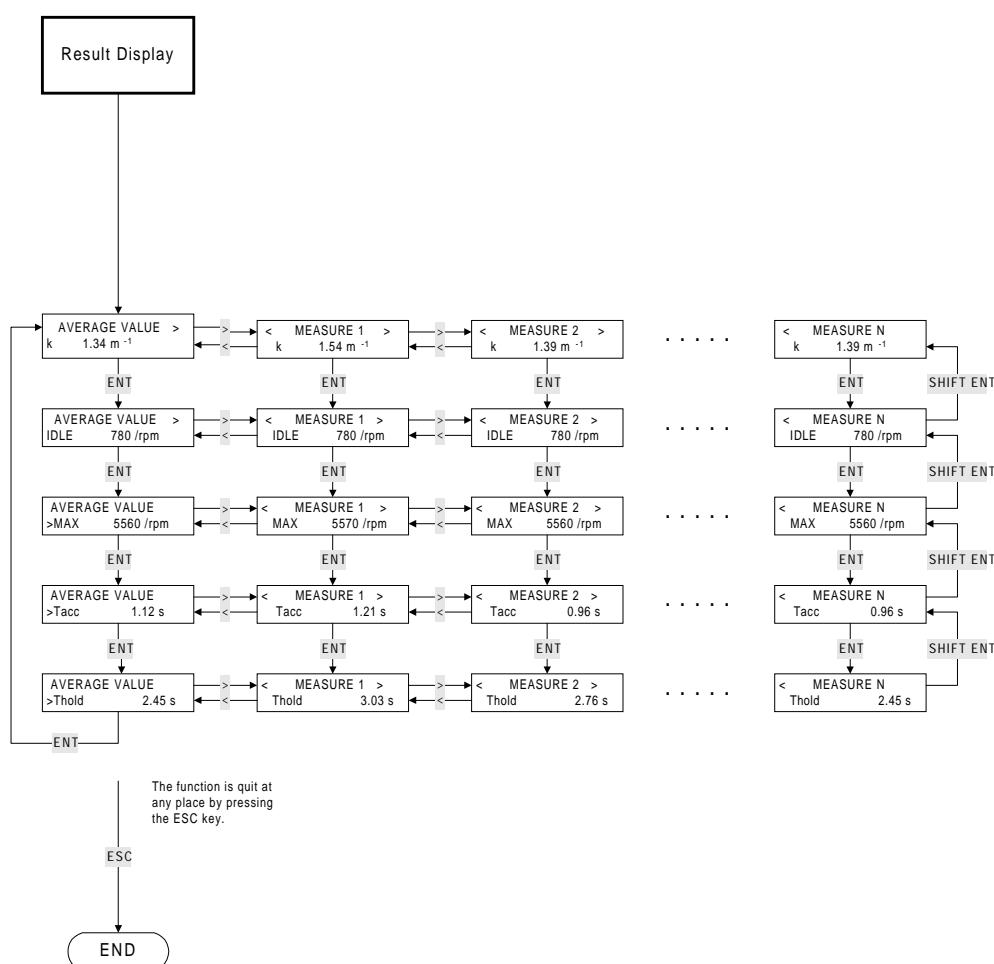 Result Display
AVERAGE VALUE >
k 1.34 m -1
>
<
< MEASURE 1 >
k 1.54 m -1
>
<
< MEASURE 2 >
k 1.39 m -1
. . . . .
< MEASURE N
k 1.39 m -1
ENT ENT ENT ENT SHIFT ENT
AVERAGE VALUE >
IDLE 780 /rpm
>
<
< MEASURE 1 >
IDLE 780 /rpm
>
<
< MEASURE 2 >
IDLE 780 /rpm
. . . . .
< MEASURE N
IDLE 780 /rpm
ENT ENT ENT ENT SHIFT ENT
AVERAGE VALUE
>MAX 5560 /rpm
>
<
< MEASURE 1 >
MAX 5570 /rpm
>
<
< MEASURE 2 >
MAX 5560 /rpm
. . . . .
< MEASURE N
MAX 5560 /rpm
ENT ENT ENT ENT SHIFT ENT
AVERAGE VALUE
>Tacc 1.12 s
>
<
< MEASURE 1 >
Tacc 1.21 s
>
<
< MEASURE 2 >
Tacc 0.96 s
. . . . .
< MEASURE N
Tacc 0.96 s
ENT ENT ENT ENT SHIFT ENT
AVERAGE VALUE
>Thold 2.45 s
>
<
< MEASURE 1 >
Thold 3.03 s
>
<
< MEASURE 2 >
Thold 2.76 s
. . . . .
< MEASURE N
Thold 2.45 s
ENT
The function is quit at
any place by pressing
the ESC key.
ESC
END